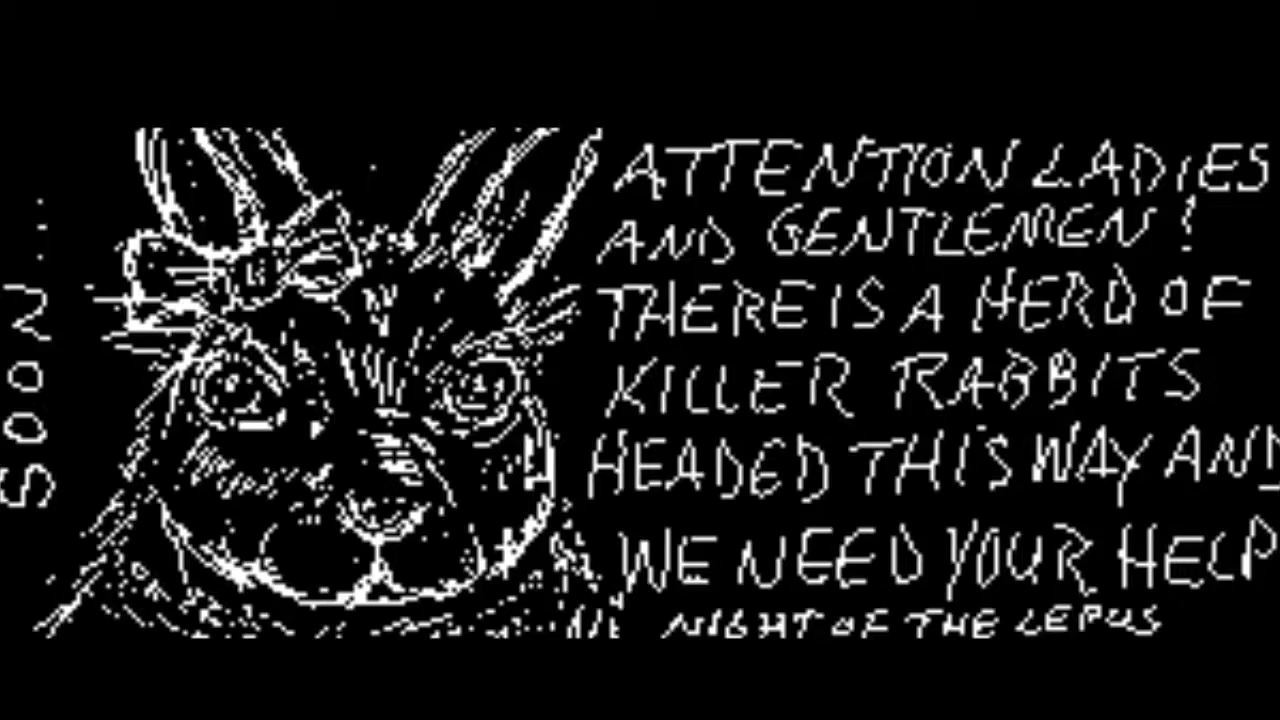 SOON...
ATTENTION LADIES
AND GENTLEMEN!
THERE IS A HERD OF
KILLER RABBITS
HEADED THIS WAY AND
WE NEED YOUR HELP
NIGHT OF THE LEPUS